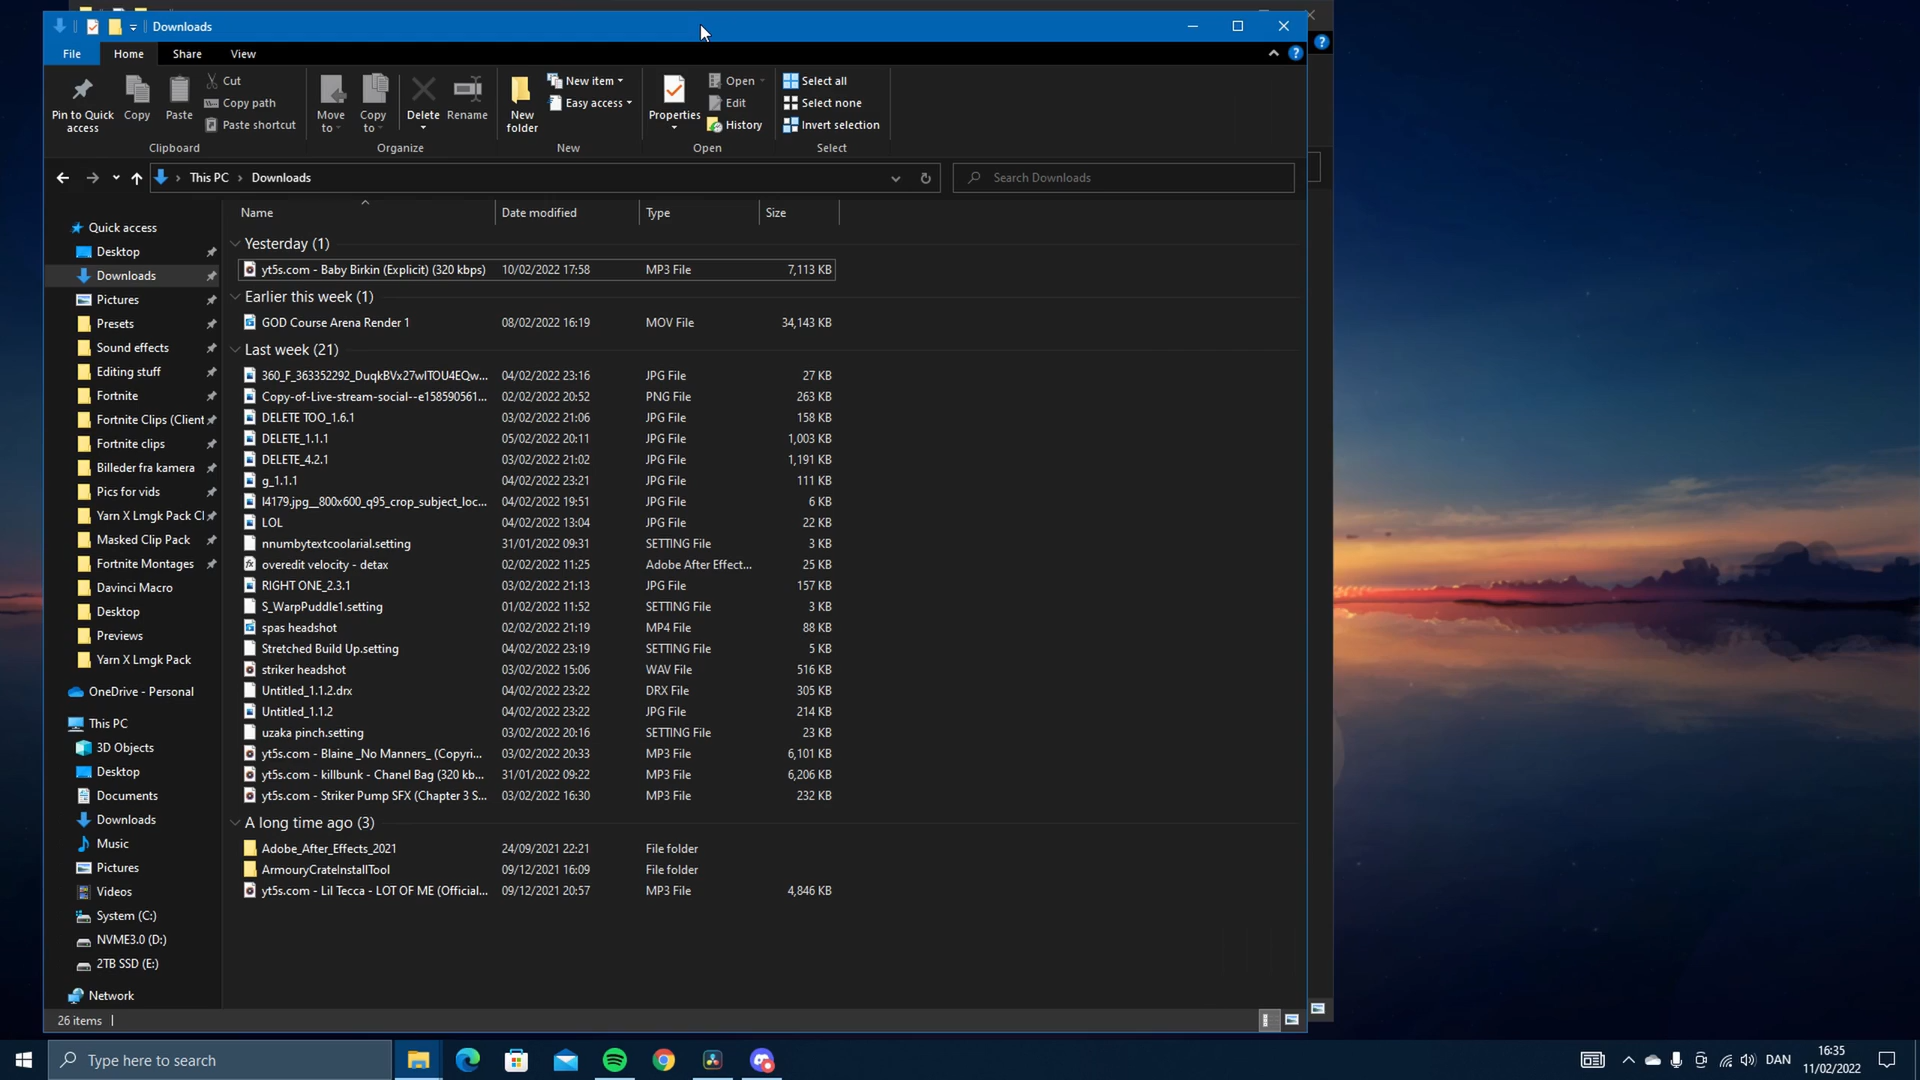 Downloads
File Home Share View
Pin to Quick access
Copy
Paste
Cut
Copy path
Paste shortcut
Clipboard
Move to
Copy to
Delete
Rename
Organize
New folder
New item
Easy access
New
Properties
Open
Edit
History
Open
Select all
Select none
Invert selection
Select
This PC > Downloads
Search Downloads
Quick access
Desktop
Downloads
Pictures
Presets
Sound effects
Editing stuff
Fortnite
Fortnite Clips (Client
Fortnite clips
Billeder fra kamera
Pics for vids
Yarn X Lmgk Pack Cl
Masked Clip Pack
Fortnite Montages
Davinci Macro
Desktop
Previews
Yarn X Lmgk Pack
OneDrive - Personal
This PC
3D Objects
Desktop
Documents
Downloads
Music
Pictures
Videos
System (C:)
NVME3.0 (D:)
2TB SSD (E:)
Network
Name Date modified Type Size
Yesterday (1)
yt5s.com - Baby Birkin (Explicit) (320 kbps) 10/02/2022 17:58 MP3 File 7,113 KB
Earlier this week (1)
GOD Course Arena Render 1 08/02/2022 16:19 MOV File 34,143 KB
Last week (21)
360_F_363352292_DuqkBVx27wlTOU4EQw... 04/02/2022 23:16 JPG File 27 KB
Copy-of-Live-stream-social--e158590561... 02/02/2022 20:52 PNG File 263 KB
DELETE TOO_1.6.1 03/02/2022 21:06 JPG File 158 KB
DELETE_1.1.1 05/02/2022 20:11 JPG File 1,003 KB
DELETE_4.2.1 03/02/2022 21:02 JPG File 1,191 KB
g_1.1.1 04/02/2022 23:21 JPG File 111 KB
l4179.jpg__800x600_q95_crop_subject_loc... 04/02/2022 19:51 JPG File 6 KB
LOL 04/02/2022 13:04 JPG File 22 KB
nnumbytextcoolarial.setting 31/01/2022 09:31 SETTING File 3 KB
overedit velocity - detax 02/02/2022 11:25 Adobe After Effect... 25 KB
RIGHT ONE_2.3.1 03/02/2022 21:13 JPG File 157 KB
S_WarpPuddle1.setting 01/02/2022 11:52 SETTING File 3 KB
spas headshot 02/02/2022 21:19 MP4 File 88 KB
Stretched Build Up.setting 04/02/2022 23:19 SETTING File 5 KB
striker headshot 03/02/2022 15:06 WAV File 516 KB
Untitled_1.1.2.drx 04/02/2022 23:22 DRX File 305 KB
Untitled_1.1.2 04/02/2022 23:22 JPG File 214 KB
uzaka pinch.setting 03/02/2022 20:16 SETTING File 23 KB
yt5s.com - Blaine _No Manners_ (Copyri... 03/02/2022 20:33 MP3 File 6,101 KB
yt5s.com - killbunk - Chanel Bag (320 kb... 31/01/2022 09:22 MP3 File 6,206 KB
yt5s.com - Striker Pump SFX (Chapter 3 S... 03/02/2022 16:30 MP3 File 232 KB
A long time ago (3)
Adobe_After_Effects_2021 24/09/2021 22:21 File folder
ArmouryCrateInstallTool 09/12/2021 16:09 File folder
yt5s.com - Lil Tecca - LOT OF ME (Official... 09/12/2021 20:57 MP3 File 4,846 KB
26 items
Type here to search
DAN
16:35
11/02/2022